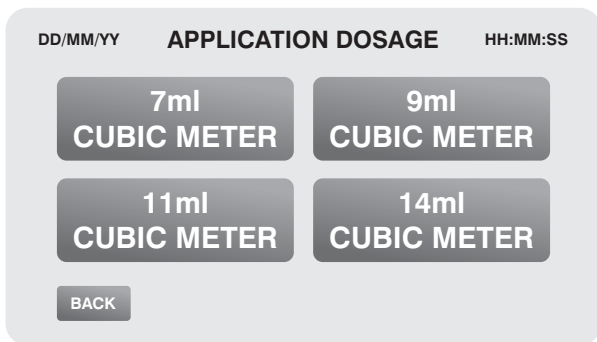 DD/MM/YY APPLICATION DOSAGE HH:MM:SS
7ml
CUBIC METER
9ml
CUBIC METER
11ml
CUBIC METER
14ml
CUBIC METER
BACK